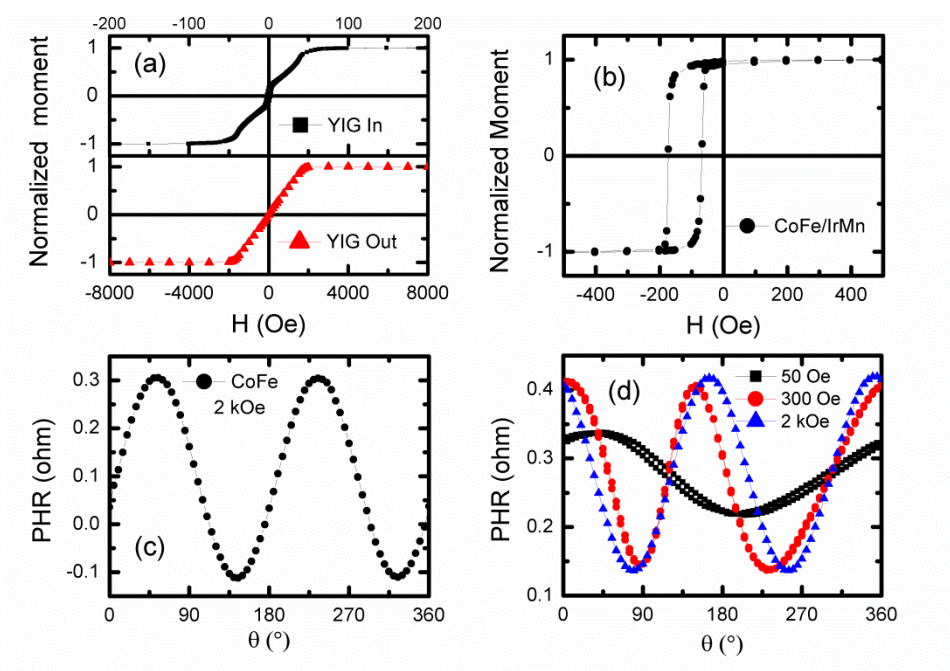 -200 -100 0 100 200
1
0
-1
Normalized moment
(a)
YIG In
1
0
-1
YIG Out
-8000 -4000 0 4000 8000
H (Oe)
1
0
-1
Normalized Moment
(b)
CoFe/IrMn
-400 -200 0 200 400
H (Oe)
0.3
0.2
0.1
0.0
-0.1
PHR (ohm)
CoFe
2 kOe
(c)
0 90 180 270 360
θ (°)
0.4
0.3
0.2
0.1
PHR (ohm)
(d)
50 Oe
300 Oe
2 kOe
0 90 180 270 360
θ (°)